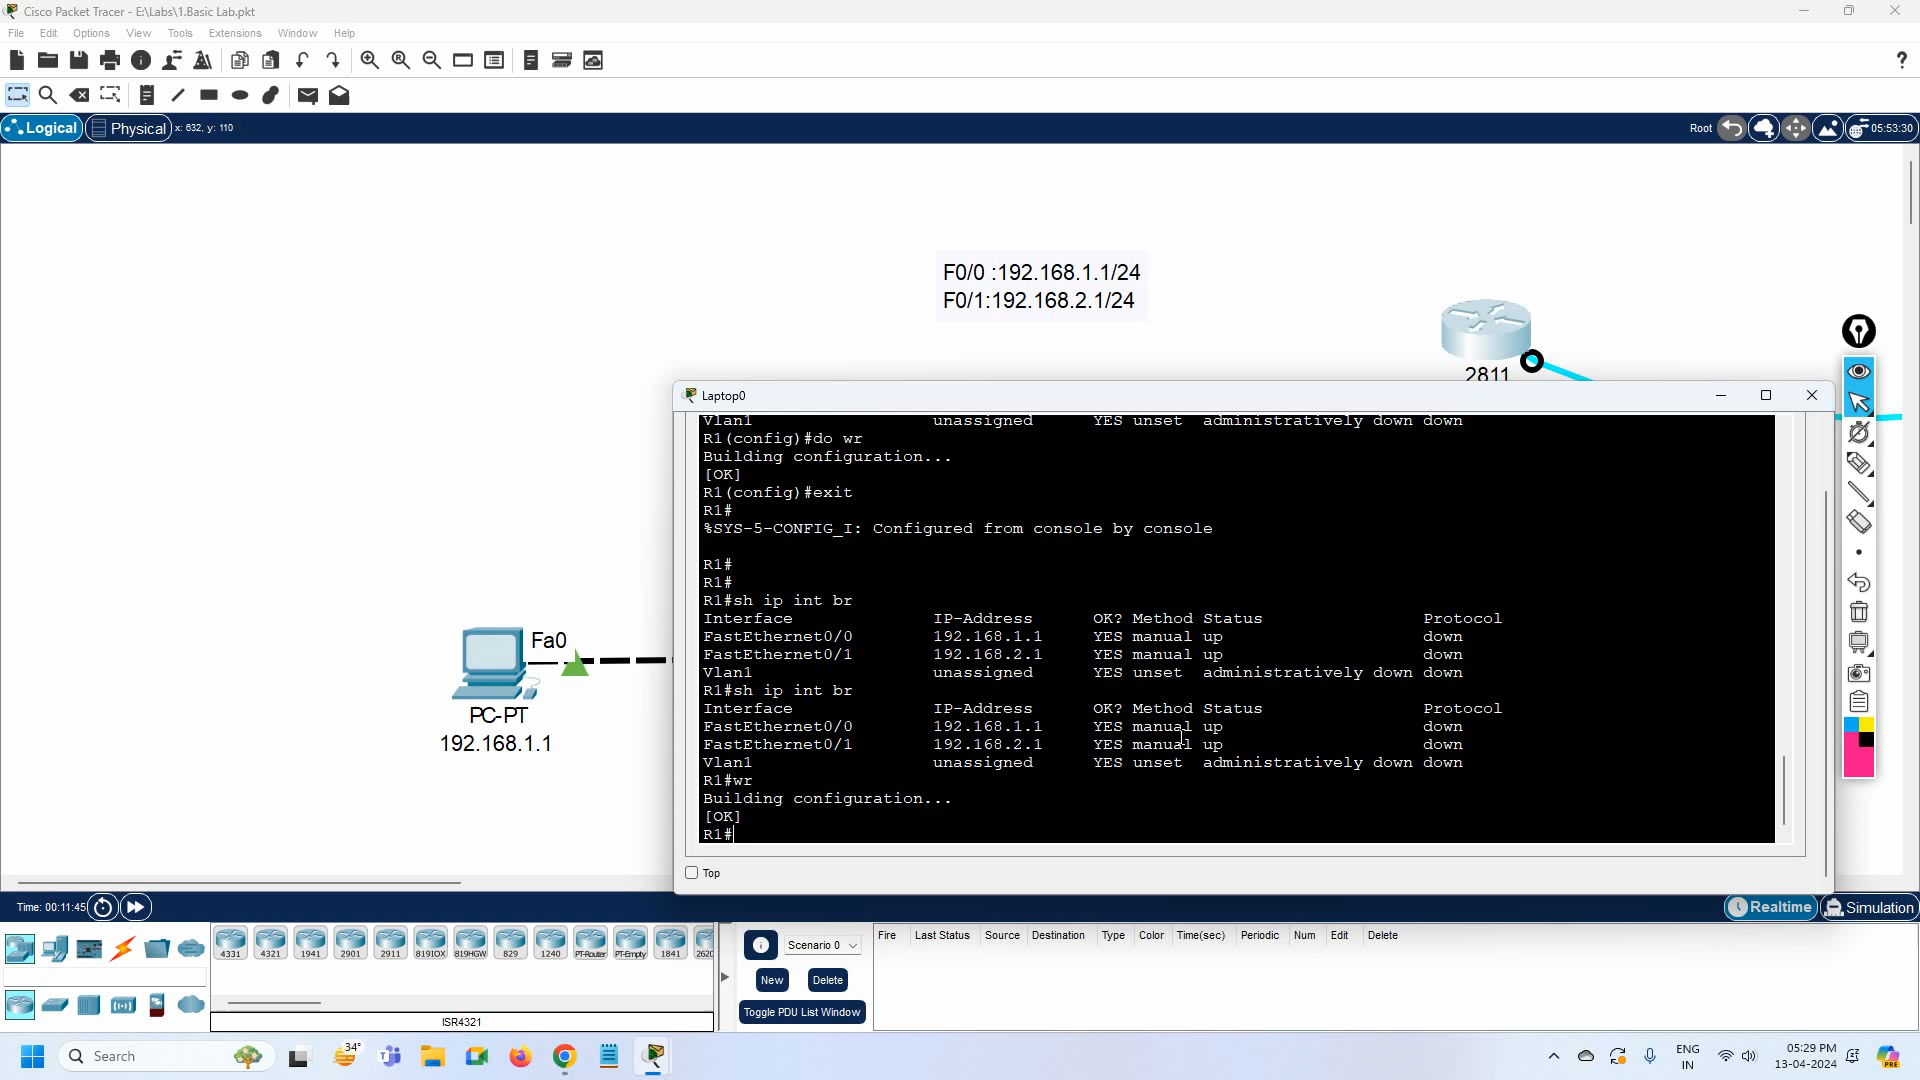 Cisco Packet Tracer - E:\Labs\1.Basic Lab.pkt
File Edit Options View Tools Extensions Window Help
?
Logical Physical x: 632, y: 110 Root 05:53:30
F0/0 :192.168.1.1/24
F0/1:192.168.2.1/24
2811
Laptop0
Vlan1 unassigned YES unset administratively down down
R1(config)#do wr
Building configuration...
[OK]
R1(config)#exit
R1#
%SYS-5-CONFIG_I: Configured from console by console
R1#
R1#
R1#sh ip int br
Interface IP-Address OK? Method Status Protocol
FastEthernet0/0 192.168.1.1 YES manual up down
FastEthernet0/1 192.168.2.1 YES manual up down
Vlan1 unassigned YES unset administratively down down
R1#sh ip int br
Interface IP-Address OK? Method Status Protocol
FastEthernet0/0 192.168.1.1 YES manual up down
FastEthernet0/1 192.168.2.1 YES manual up down
Vlan1 unassigned YES unset administratively down down
R1#wr
Building configuration...
[OK]
R1#
Top
Fa0
PC-PT
192.168.1.1
Time: 00:11:45 Realtime Simulation
4331 4321 1941 2901 2911 819IOX 819HGW 829 1240 PT-Router PT-Empty 1841 2620
ISR4321
Scenario 0
New Delete
Toggle PDU List Window
Fire Last Status Source Destination Type Color Time(sec) Periodic Num Edit Delete
Search 34° ENG IN 05:29 PM 13-04-2024 PRE